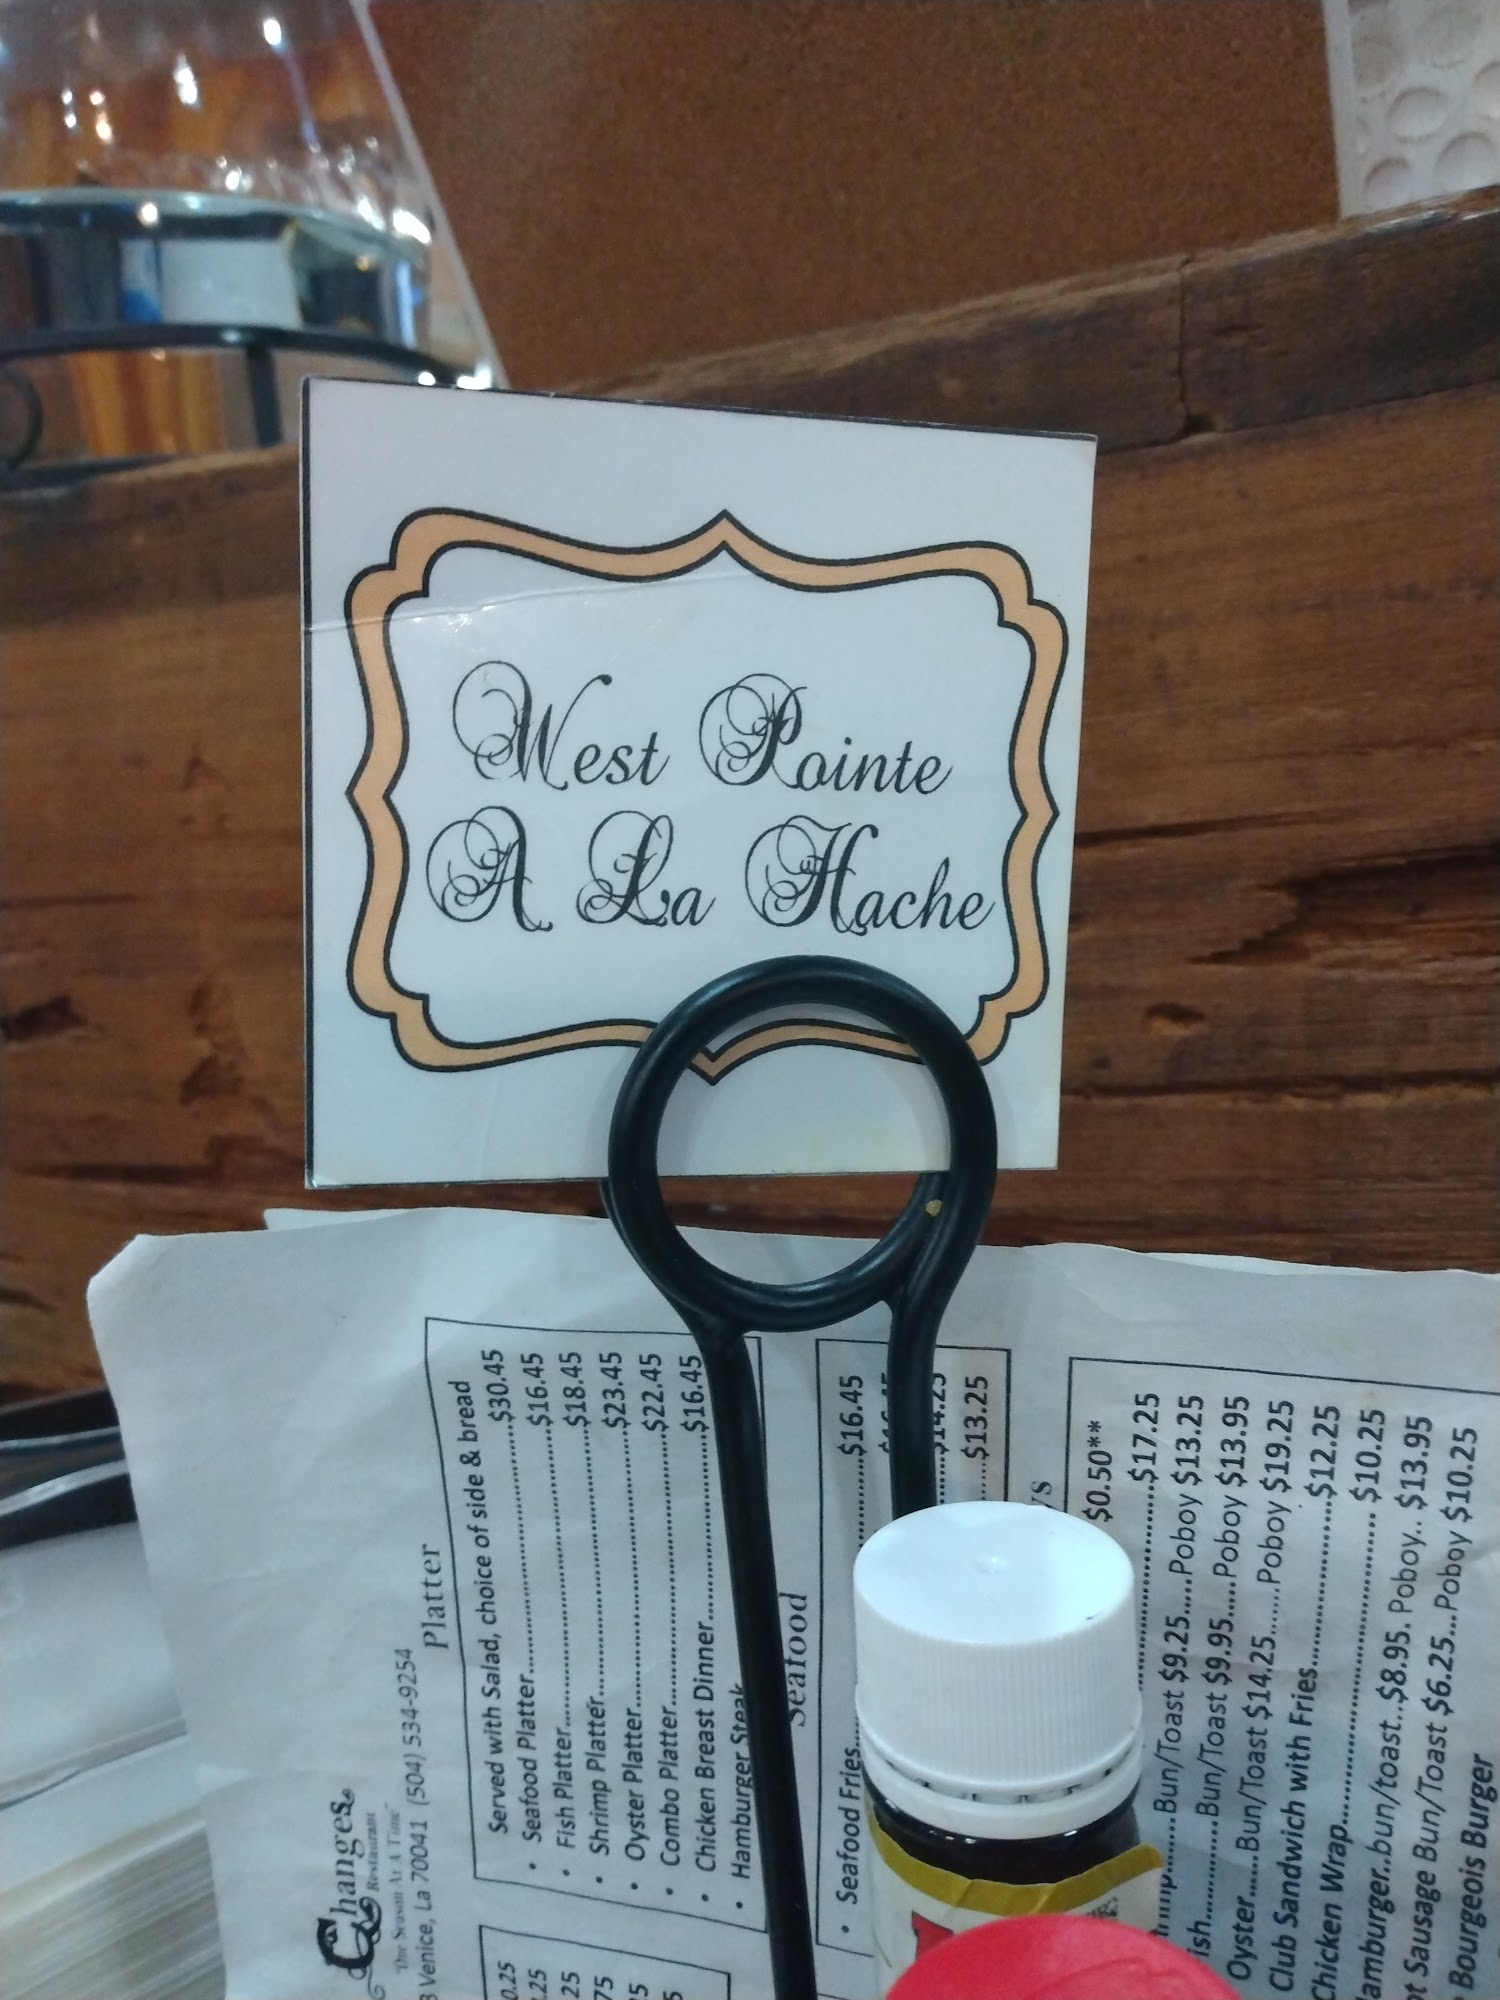 West Pointe
A La Hache
Changes
Restaurant
"One Season At A Time"
Venice, La 70041 (504) 534-9254
Platter
Served with Salad, choice of side & bread
• Seafood Platter..............$30.45
• Fish Platter..............$16.45
• Shrimp Platter..............$18.45
• Oyster Platter..............$23.45
• Combo Platter..............$22.45
• Chicken Breast Dinner..............$16.45
• Hamburger Steak
Seafood
• Seafood Fries..............$16.45
$14.25
$13.25
$0.50**
$17.25
Bun/Toast $9.25....Poboy $13.25
Bun/Toast $9.95....Poboy $13.95
Oyster......Bun/Toast $14.25......Poboy $19.25
Club Sandwich with Fries..............$12.25
Chicken Wrap..............$10.25
Hamburger..bun/toast..$8.95. Poboy.. $13.95
Sausage Bun/Toast $6.25...Poboy $10.25
Bourgeois Burger